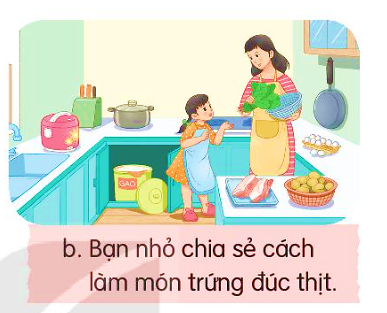 GẠO
b. Bạn nhỏ chia sẻ cách
làm món trứng đúc thịt.